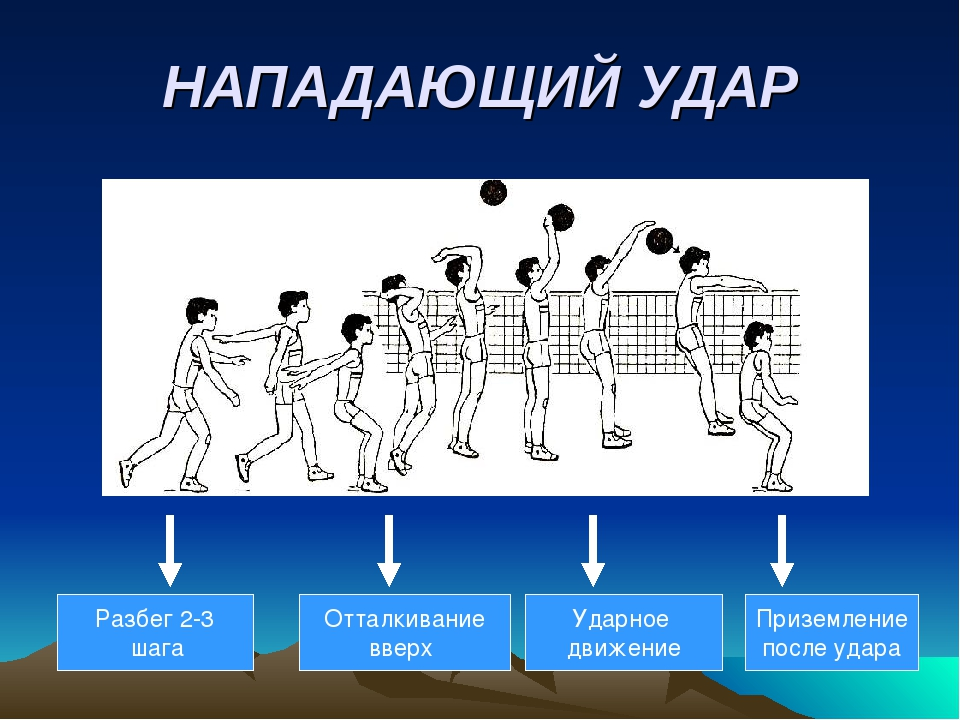 НАПАДАЮЩИЙ УДАР
Разбег 2-3
шага
Отталкивание
вверх
Ударное
движение
Приземление
после удара